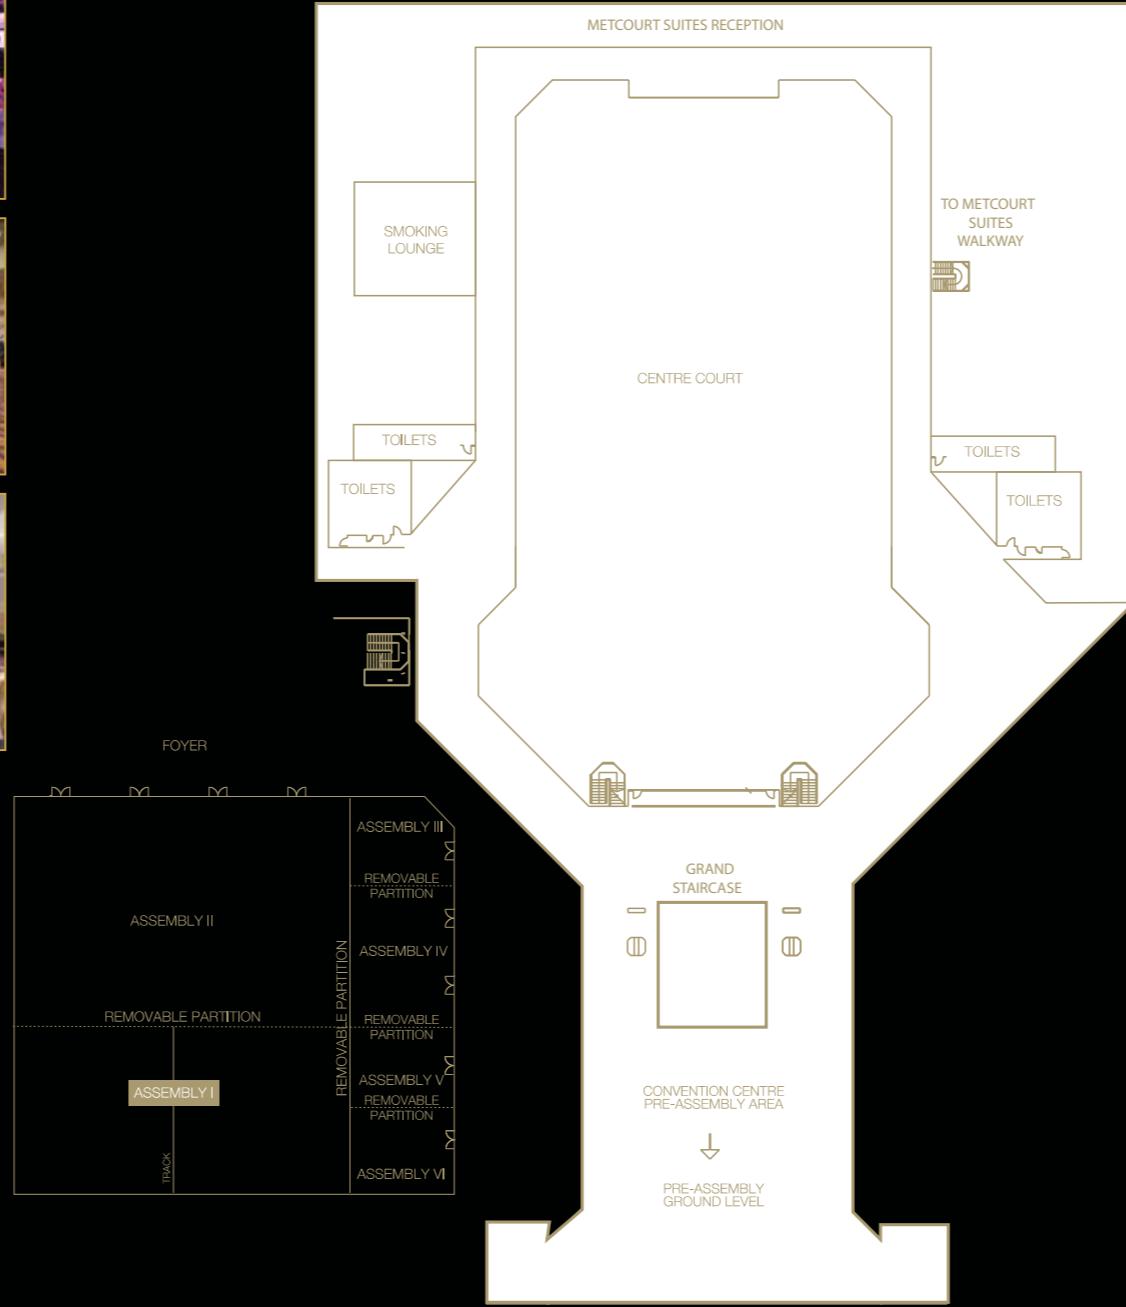 METCOURT SUITES RECEPTION
SMOKING
LOUNGE
TO METCOURT
SUITES
WALKWAY
CENTRE COURT
TOILETS
TOILETS
TOILETS
TOILETS
FOYER
ASSEMBLY III
REMOVABLE
PARTITION
ASSEMBLY II
ASSEMBLY IV
REMOVABLE PARTITION
REMOVABLE PARTITION
REMOVABLE
PARTITION
ASSEMBLY I
ASSEMBLY V
REMOVABLE
PARTITION
TRACK
ASSEMBLY VI
GRAND
STAIRCASE
CONVENTION CENTRE
PRE-ASSEMBLY AREA
PRE-ASSEMBLY
GROUND LEVEL